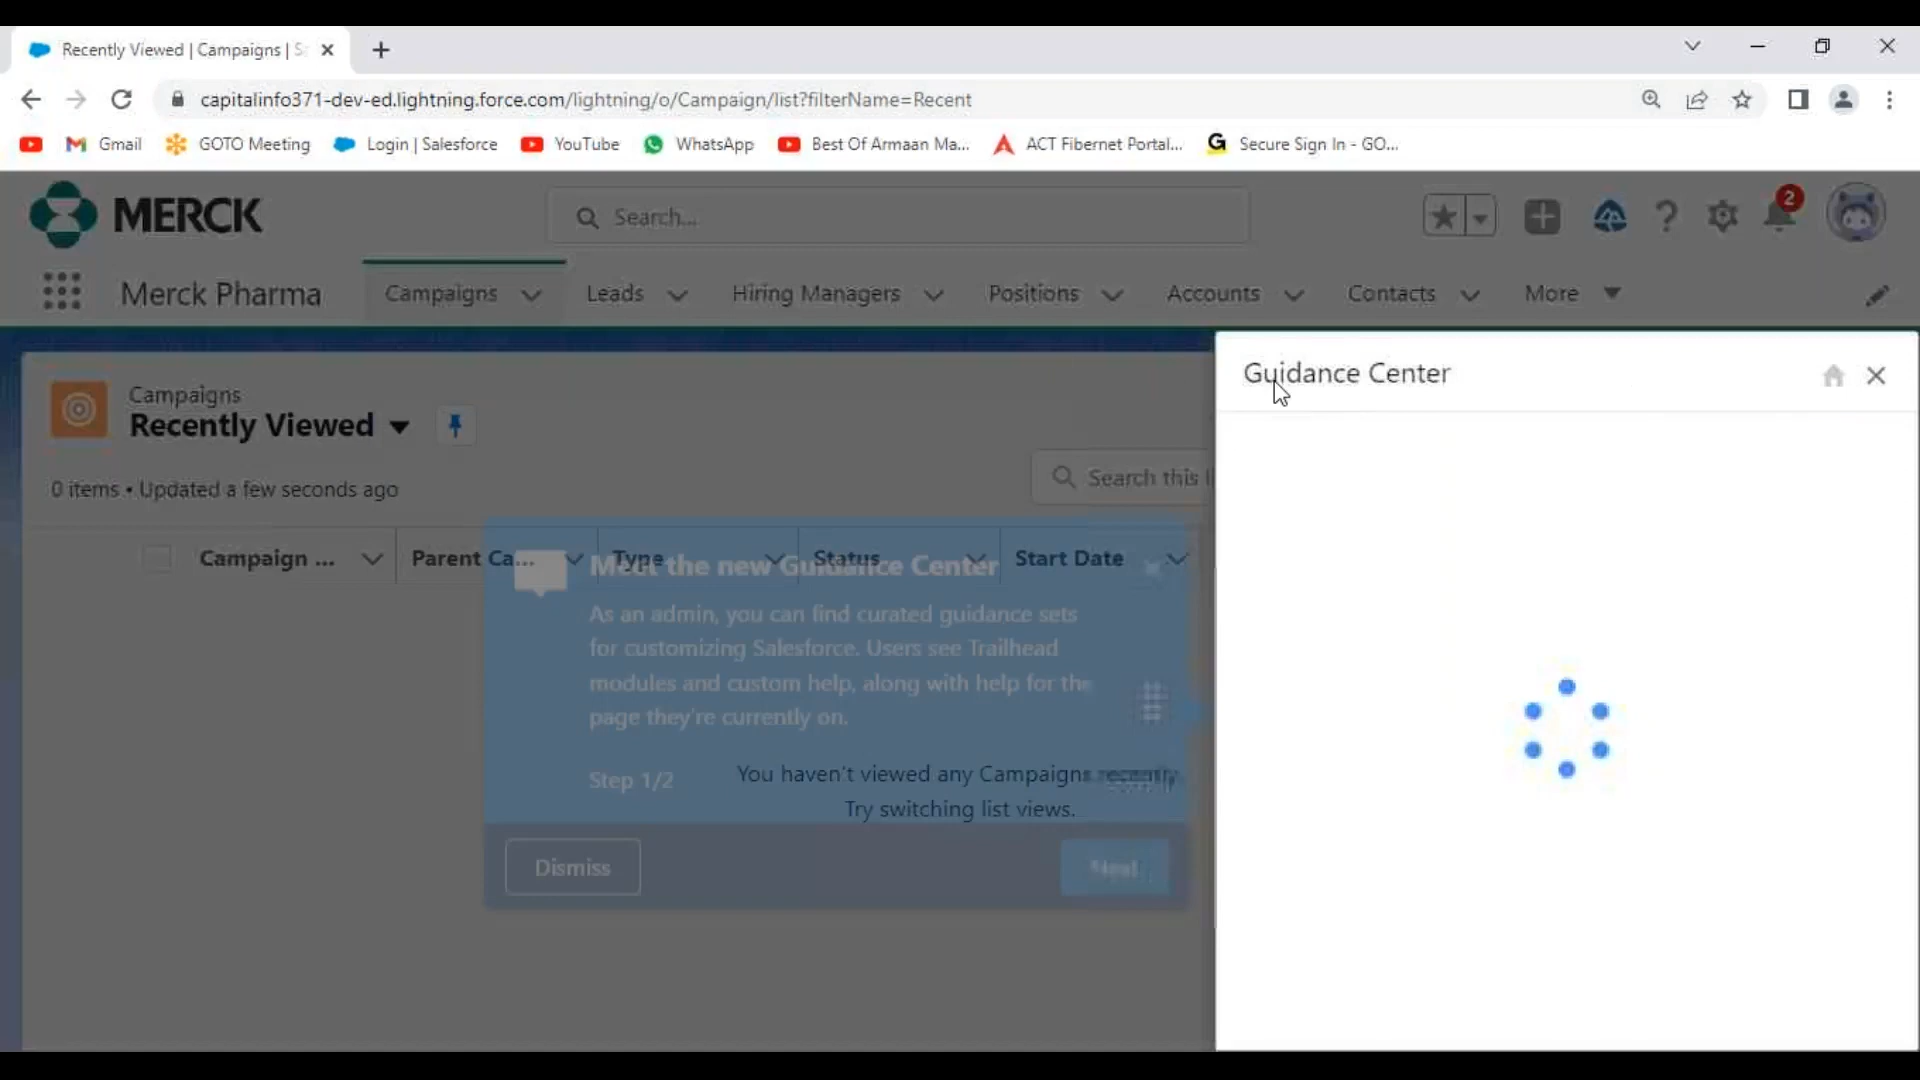 Recently Viewed | Campaigns | S
capitalinfo371-dev-ed.lightning.force.com/lightning/o/Campaign/list?filterName=Recent
Gmail GOTO Meeting Login | Salesforce YouTube WhatsApp Best Of Armaan Ma... ACT Fibernet Portal... Secure Sign In - GO...
MERCK Search... 2
Merck Pharma Campaigns Leads Hiring Managers Positions Accounts Contacts More
Guidance Center
Campaigns
Recently Viewed
0 items • Updated a few seconds ago
Search this li
Campaign ... Parent Ca... Type Status Start Date
Meet the new Guidance Center
As an admin, you can find curated guidance sets
for customizing Salesforce. Users see Trailhead
modules and custom help, along with help for the
page they're currently on.
Step 1/2
You haven't viewed any Campaigns recently.
Try switching list views.
Dismiss Next